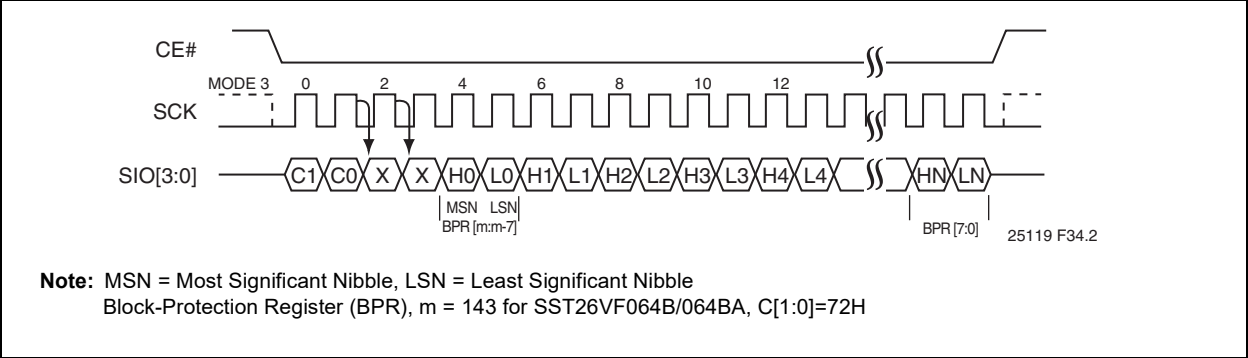 CE#
MODE 3 0 2 4 6 8 10 12
SCK
SIO[3:0] C1 C0 X X H0 L0 H1 L1 H2 L2 H3 L3 H4 L4 HN LN
MSN LSN
BPR [m:m-7] BPR [7:0]
25119 F34.2
Note: MSN = Most Significant Nibble, LSN = Least Significant Nibble
Block-Protection Register (BPR), m = 143 for SST26VF064B/064BA, C[1:0]=72H